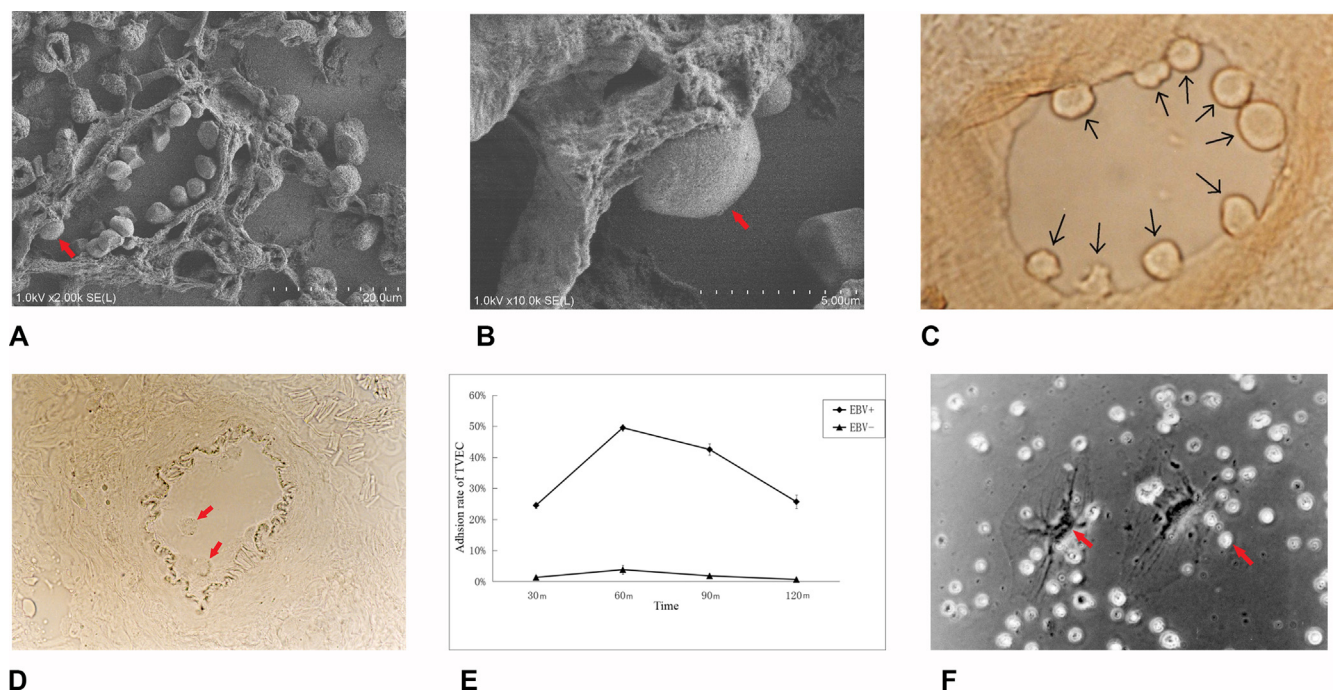 1.0kV x2.00k SE(L)
20.0um
A
1.0kV x10.0k SE(L)
5.00um
B
C
D
60%
50%
40%
30%
20%
10%
0%
Adhasion rate of TVEC
30m
60m
90m
120m
Time
EBV+
EBV-
E
F